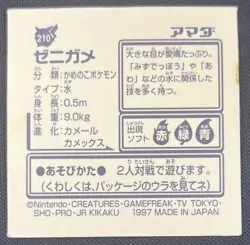 210
ゼニガメ
アマダ
分類：かめのこポケモン
タイプ：水
身長：0.5m
体重：9.0kg
進化：カメール
カメックス
大きな目が愛嬌たっぷり。
「みずでっぽう」や「あ
わ」などの水に関係した
技を多く持つ。
出現
ソフト
赤 緑 青
●あそびかた● 2人対戦で遊びます。
（くわしくは、パッケージのウラを見てネ）
©Nintendo・CREATURES・GAMEFREAK・TV TOKYO・
SHO-PRO・JR KIKAKU 1997 MADE IN JAPAN